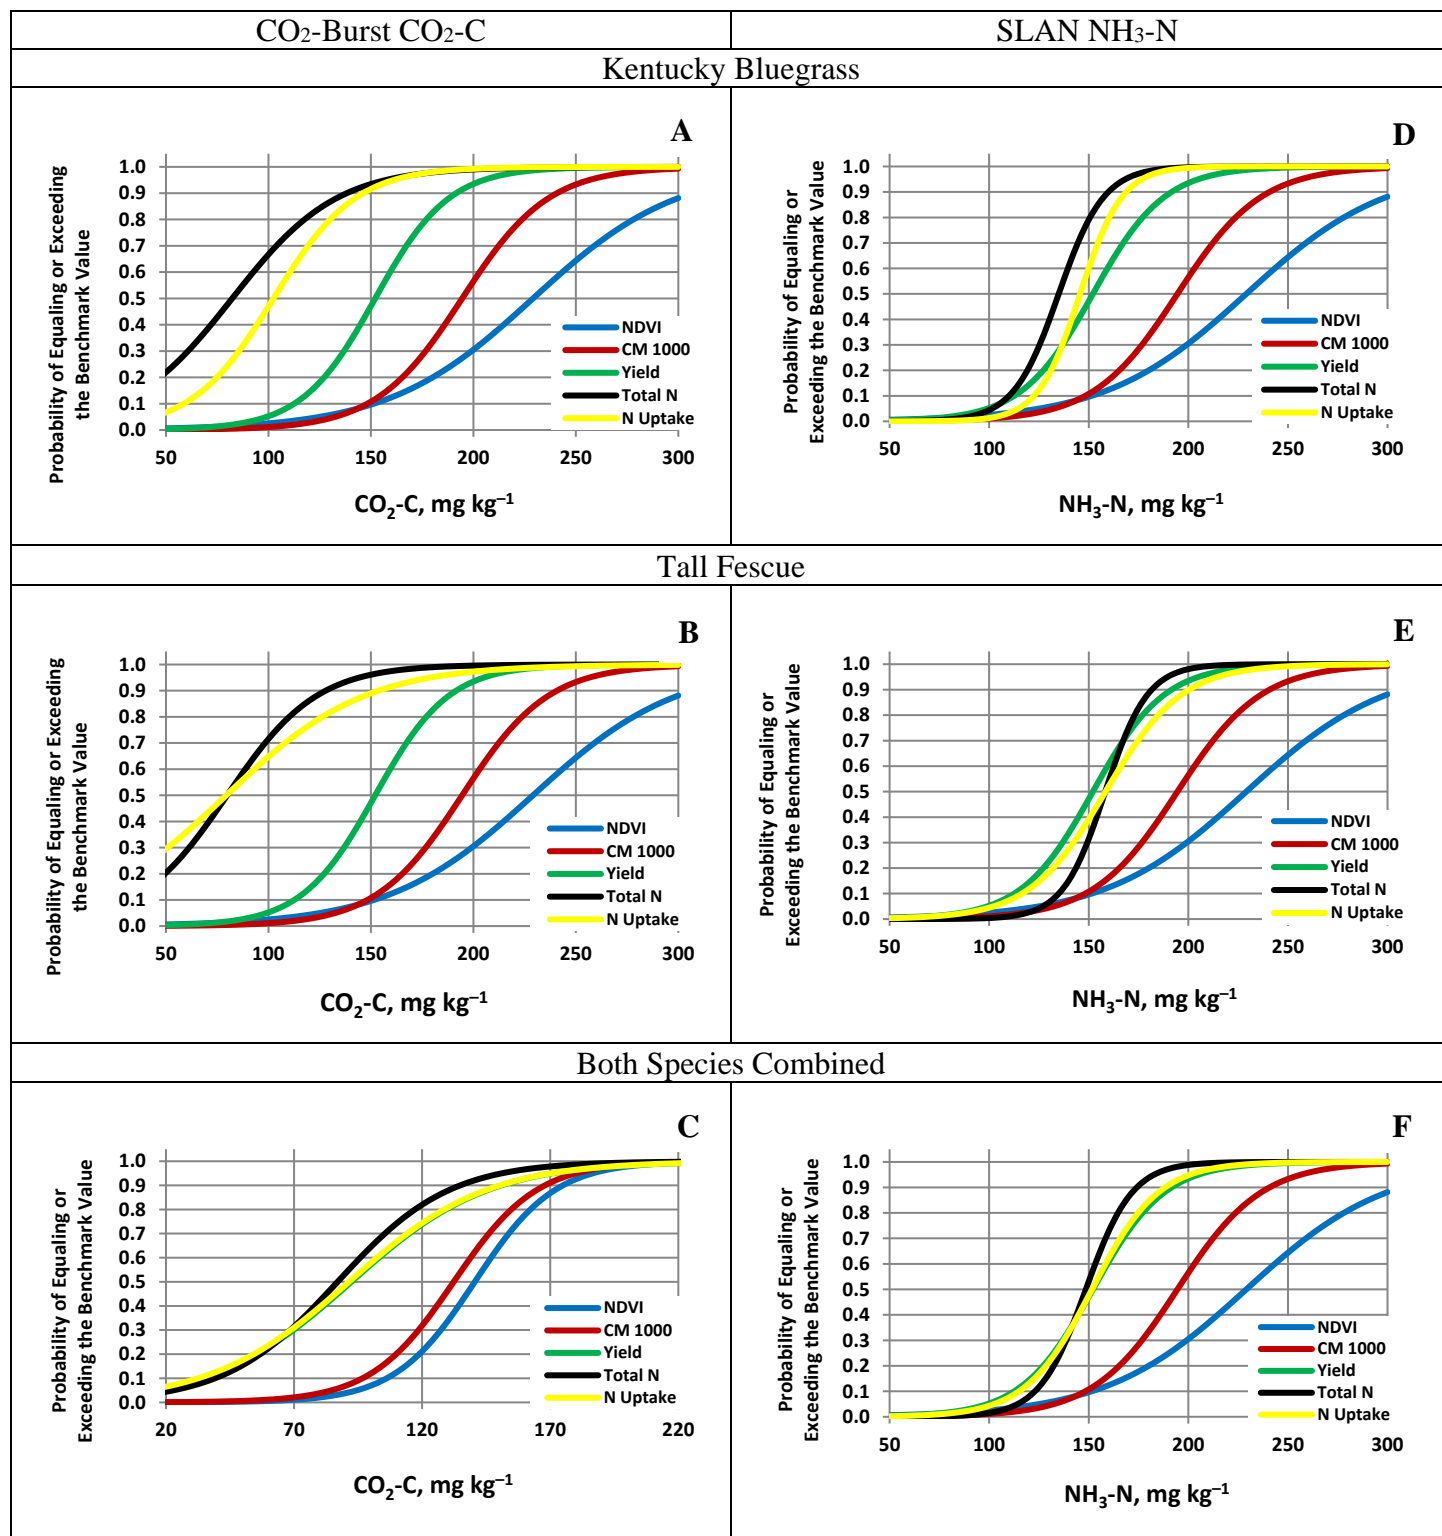 CO2-Burst CO2-C
SLAN NH3-N
Kentucky Bluegrass
A
Probability of Equaling or Exceeding
the Benchmark Value
1.0
0.9
0.8
0.7
0.6
0.5
0.4
0.3
0.2
0.1
0.0
50 100 150 200 250 300
CO2-C, mg kg–1
NDVI
CM 1000
Yield
Total N
N Uptake
D
Probability of Equaling or
Exceeding the Benchmark Value
1.0
0.9
0.8
0.7
0.6
0.5
0.4
0.3
0.2
0.1
0.0
50 100 150 200 250 300
NH3-N, mg kg–1
NDVI
CM 1000
Yield
Total N
N Uptake
Tall Fescue
B
Probability of Equaling or Exceeding
the Benchmark Value
1.0
0.9
0.8
0.7
0.6
0.5
0.4
0.3
0.2
0.1
0.0
50 100 150 200 250 300
CO2-C, mg kg–1
NDVI
CM 1000
Yield
Total N
N Uptake
E
Probability of Equaling or
Exceeding the Benchmark Value
1.0
0.9
0.8
0.7
0.6
0.5
0.4
0.3
0.2
0.1
0.0
50 100 150 200 250 300
NH3-N, mg kg–1
NDVI
CM 1000
Yield
Total N
N Uptake
Both Species Combined
C
Probability of Equaling or
Exceeding the Benchmark Value
1.0
0.9
0.8
0.7
0.6
0.5
0.4
0.3
0.2
0.1
0.0
20 70 120 170 220
CO2-C, mg kg–1
NDVI
CM 1000
Yield
Total N
N Uptake
F
Probability of Equaling or
Exceeding the Benchmark Value
1.0
0.9
0.8
0.7
0.6
0.5
0.4
0.3
0.2
0.1
0.0
50 100 150 200 250 300
NH3-N, mg kg–1
NDVI
CM 1000
Yield
Total N
N Uptake